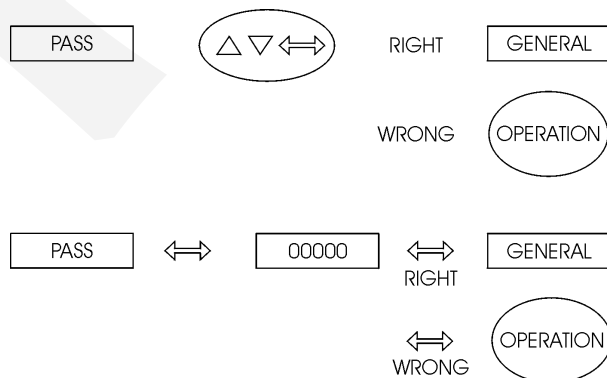 PASS RIGHT GENERAL
WRONG OPERATION
PASS 00000 GENERAL
RIGHT
OPERATION
WRONG